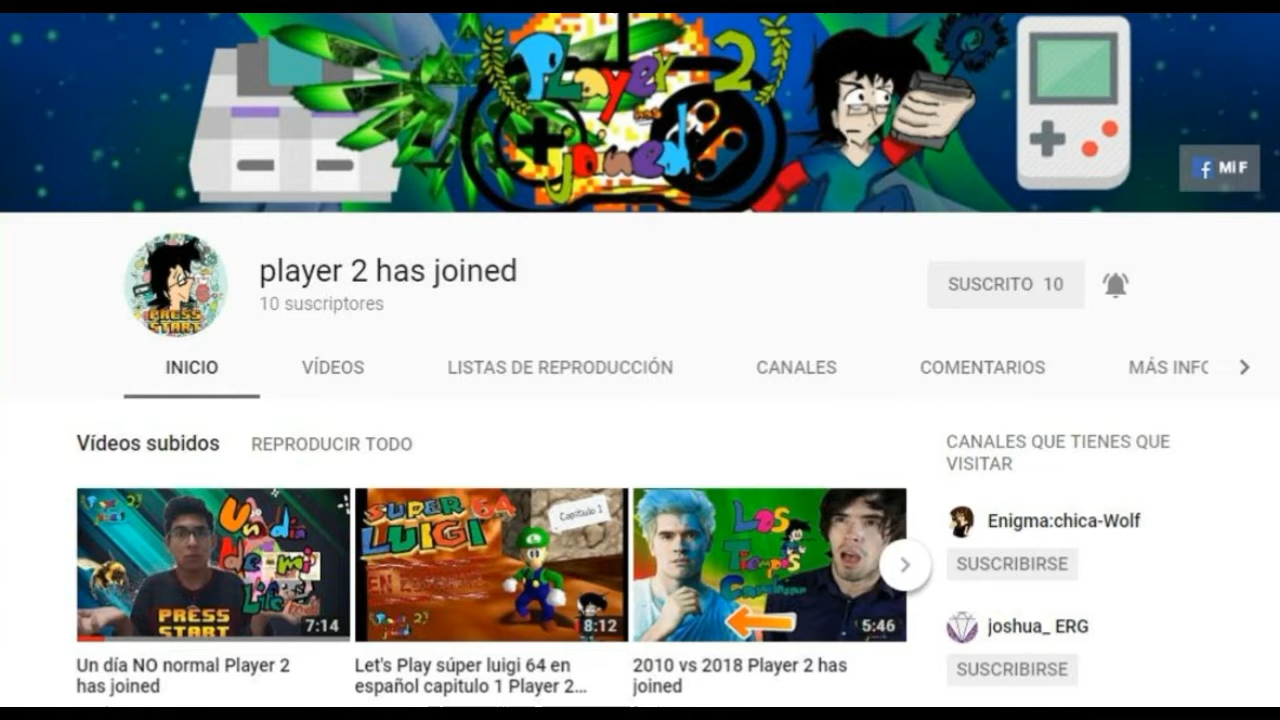 PLayer 2
has
joined
Mi F
PRESS
START
player 2 has joined
10 suscriptores
SUSCRITO 10
INICIO
VÍDEOS
LISTAS DE REPRODUCCIÓN
CANALES
COMENTARIOS
MÁS INFO
Vídeos subidos
REPRODUCIR TODO
CANALES QUE TIENES QUE
VISITAR
Un día
de mi
PRESS
START
7:14
SUPER 64
LUIGI
Capitulo 1
EN ESPAÑOL
8:12
Los
Tiempos
Cambiaron
5:46
Un día NO normal Player 2
has joined
Let's Play súper luigi 64 en
español capitulo 1 Player 2...
2010 vs 2018 Player 2 has
joined
Enigma:chica-Wolf
SUSCRIBIRSE
joshua_ ERG
SUSCRIBIRSE